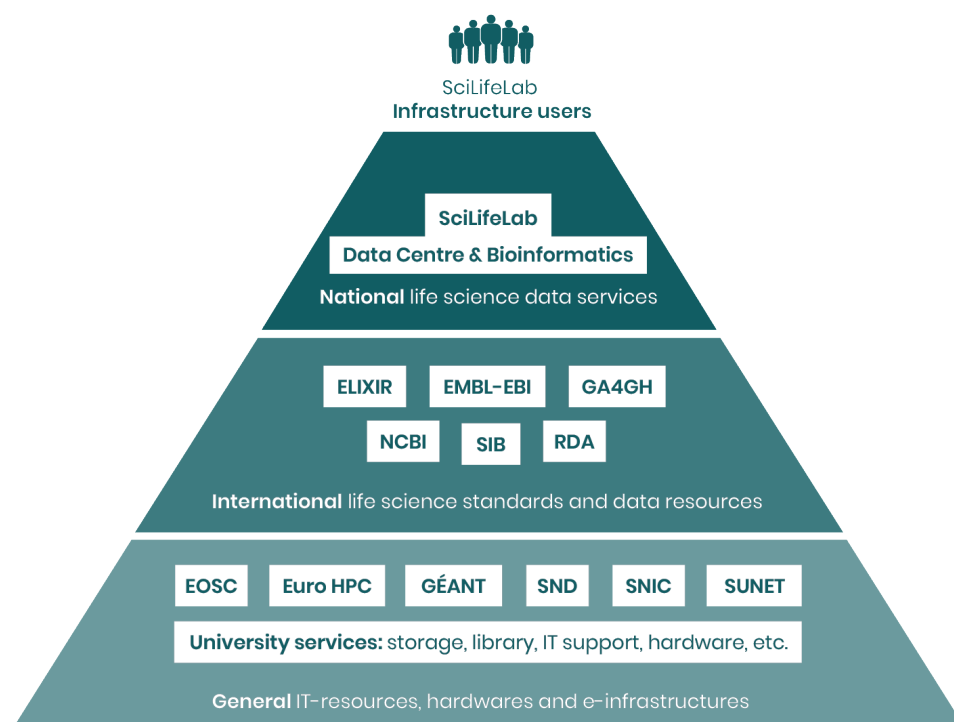 SciLifeLab
Infrastructure users
SciLifeLab
Data Centre & Bioinformatics
National life science data services
ELIXIR EMBL-EBI GA4GH
NCBI SIB RDA
International life science standards and data resources
EOSC Euro HPC GÉANT SND SNIC SUNET
University services: storage, library, IT support, hardware, etc.
General IT-resources, hardwares and e-infrastructures